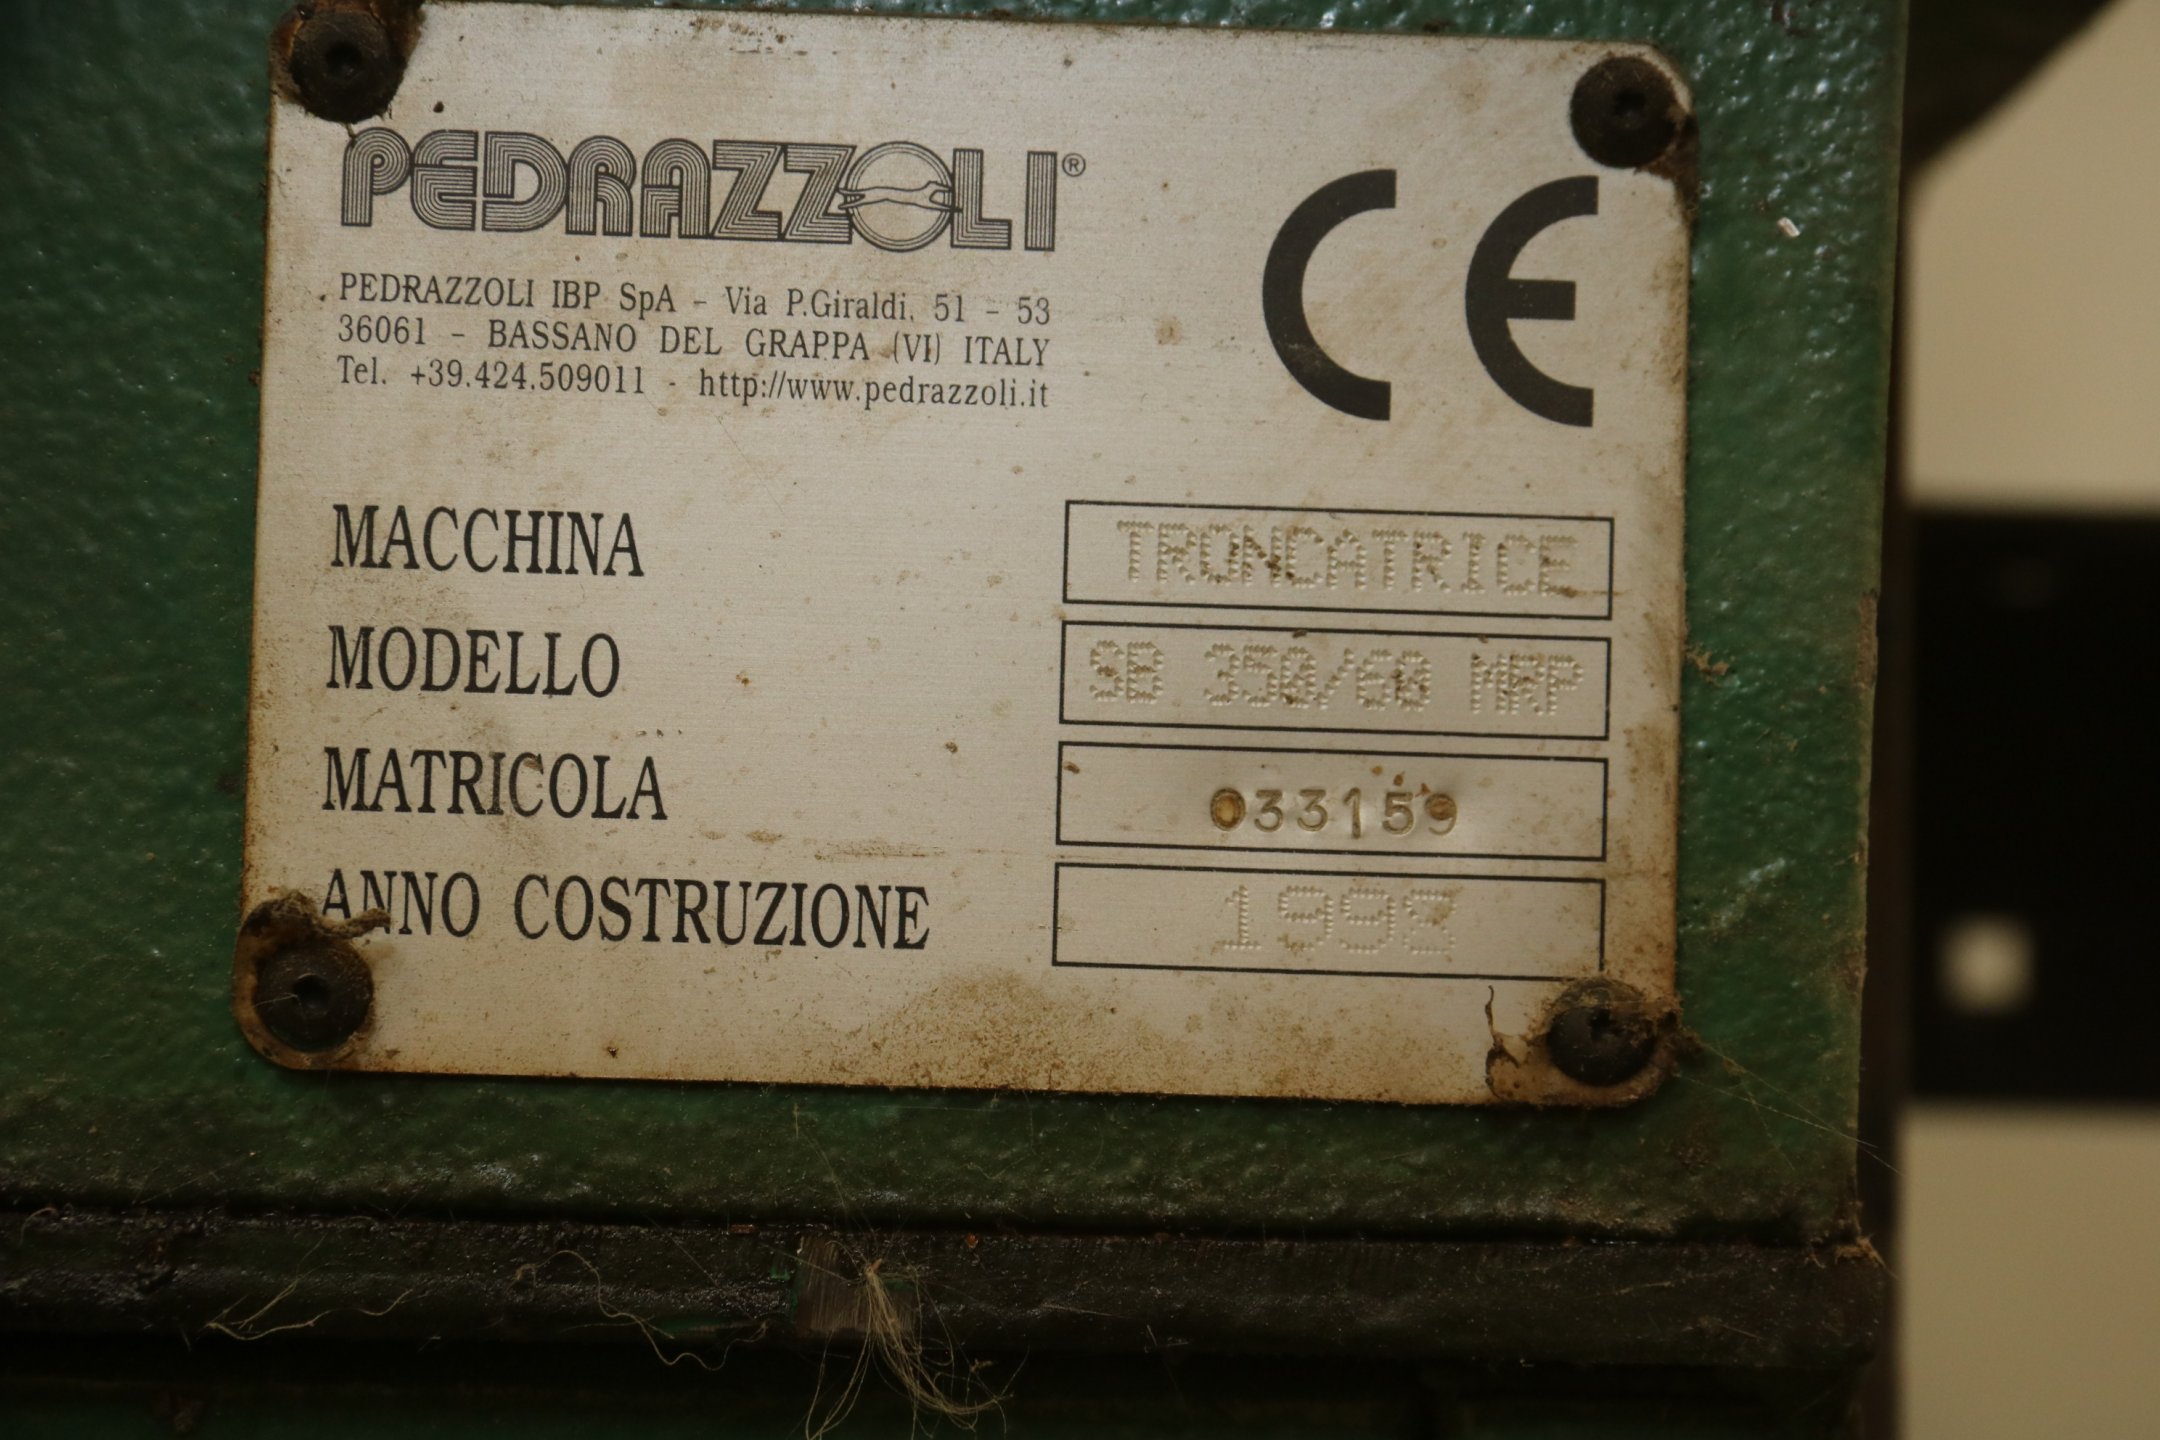 PEDRAZZOLI®
PEDRAZZOLI IBP SpA - Via P.Giraldi, 51 - 53
36061 - BASSANO DEL GRAPPA (VI) ITALY
Tel. +39.424.509011 - http://www.pedrazzoli.it
CE
MACCHINA TRONCATRICE
MODELLO SB 350/60 MRP
MATRICOLA 033159
ANNO COSTRUZIONE 1998